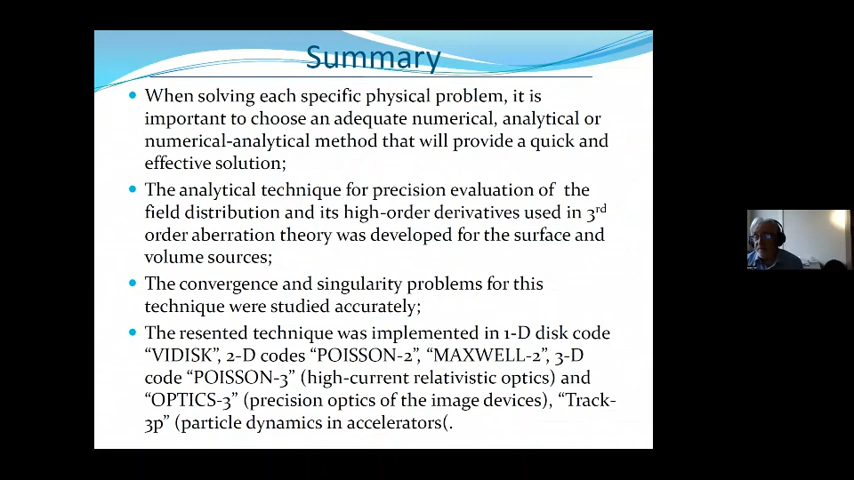 Summary
When solving each specific physical problem, it is
important to choose an adequate numerical, analytical or
numerical-analytical method that will provide a quick and
effective solution;
The analytical technique for precision evaluation of the
field distribution and its high-order derivatives used in 3rd
order aberration theory was developed for the surface and
volume sources;
The convergence and singularity problems for this
technique were studied accurately;
The resented technique was implemented in 1-D disk code
“VIDISK”, 2-D codes “POISSON-2”, “MAXWELL-2”, 3-D
code “POISSON-3” (high-current relativistic optics) and
“OPTICS-3” (precision optics of the image devices), “Track-
3p” (particle dynamics in accelerators(.